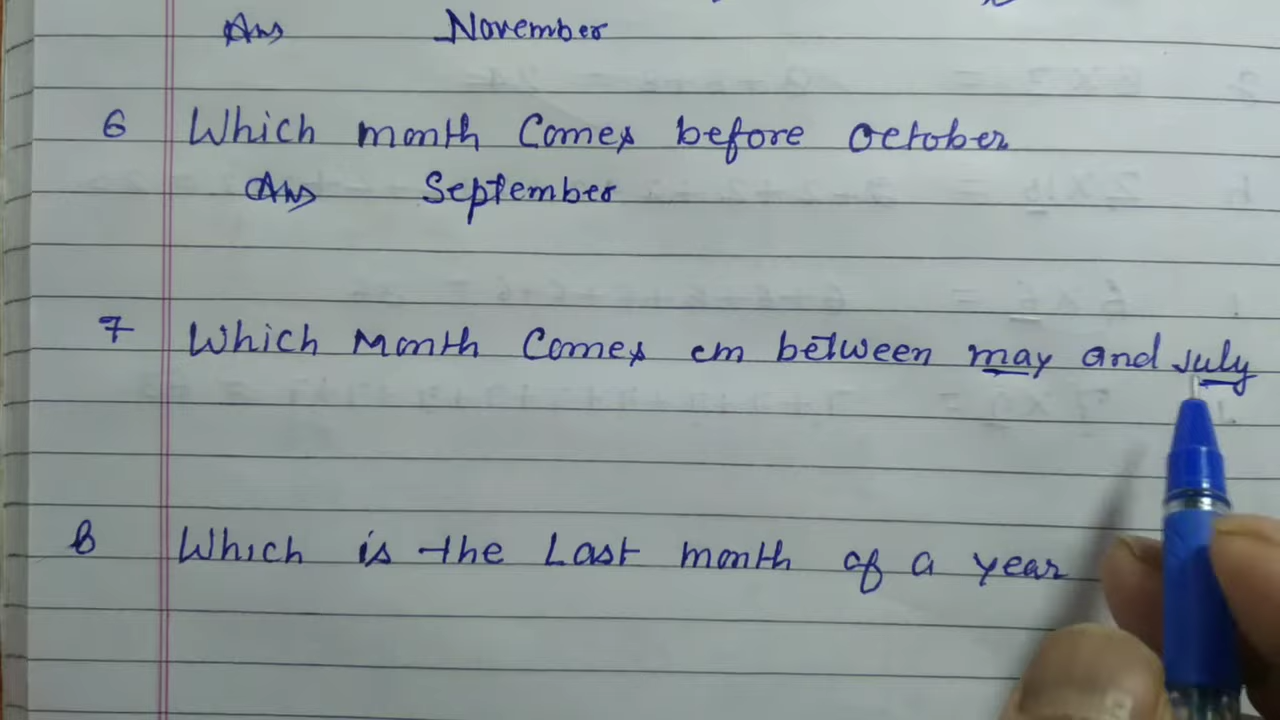 Ans November
6 Which month Comes before October
Ans September
7 Which Month Comes em between may and July
8 Which is the Last month of a year